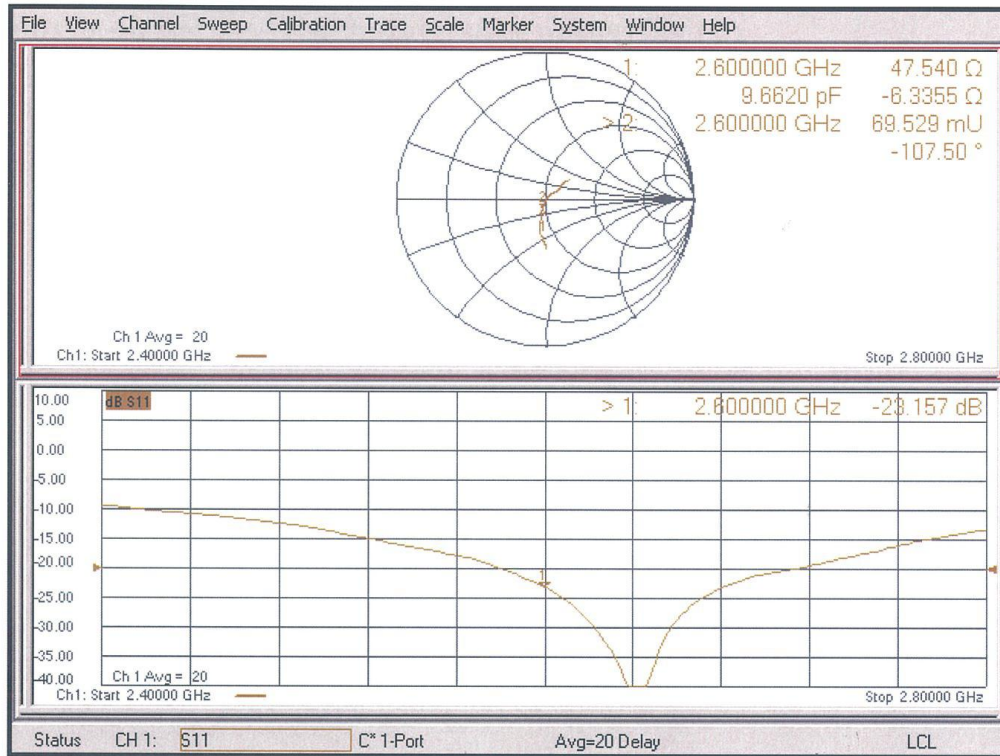 File View Channel Sweep Calibration Trace Scale Marker System Window Help
1: 2.600000 GHz 47.540 Ω
9.6620 pF -6.3355 Ω
> 2: 2.600000 GHz 69.529 mU
-107.50 °
Ch 1 Avg = 20
Ch1: Start 2.40000 GHz
Stop 2.80000 GHz
10.00
dB S11
> 1: 2.600000 GHz -23.157 dB
5.00
0.00
-5.00
-10.00
-15.00
-20.00
1
-25.00
-30.00
-35.00
-40.00
Ch 1 Avg = 20
Ch1: Start 2.40000 GHz
Stop 2.80000 GHz
Status CH 1: S11 C* 1-Port Avg=20 Delay LCL